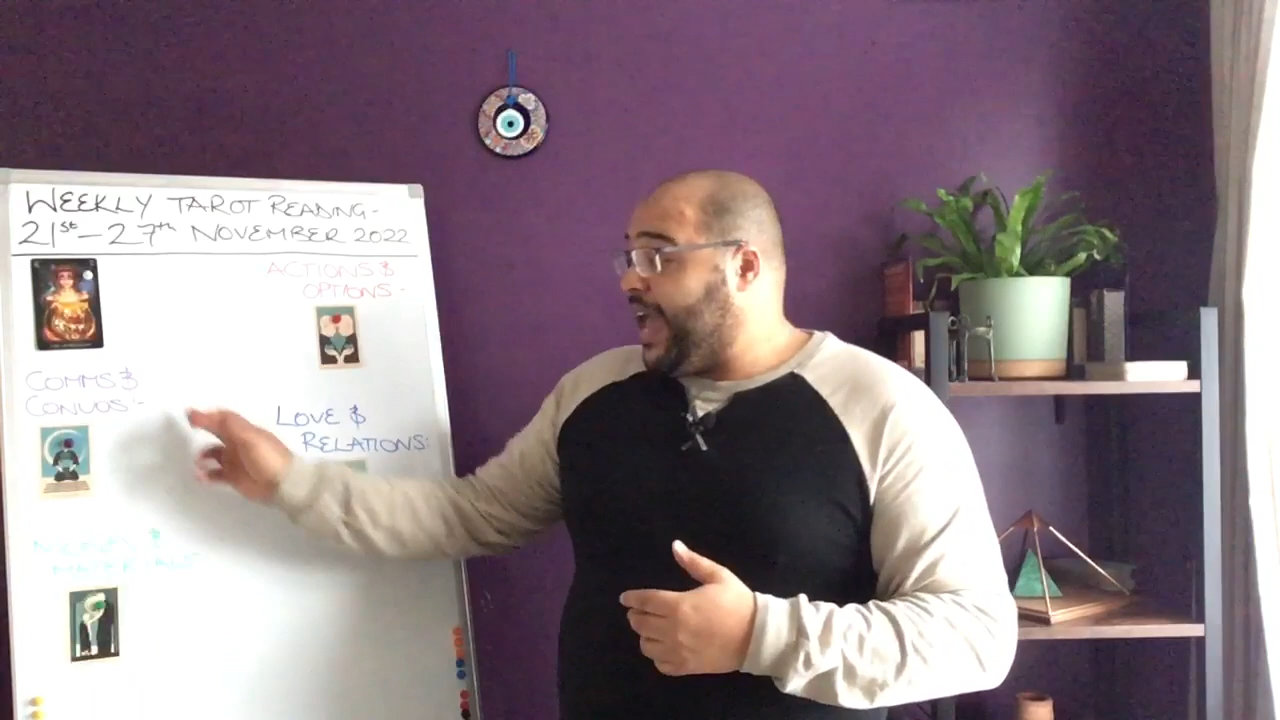 WEEKLY TAROT READING-
21st-27th NOVEMBER 2022
ACTIONS &
OPTIONS-
COMMS &
CONVOS:-
LOVE &
RELATIONS: